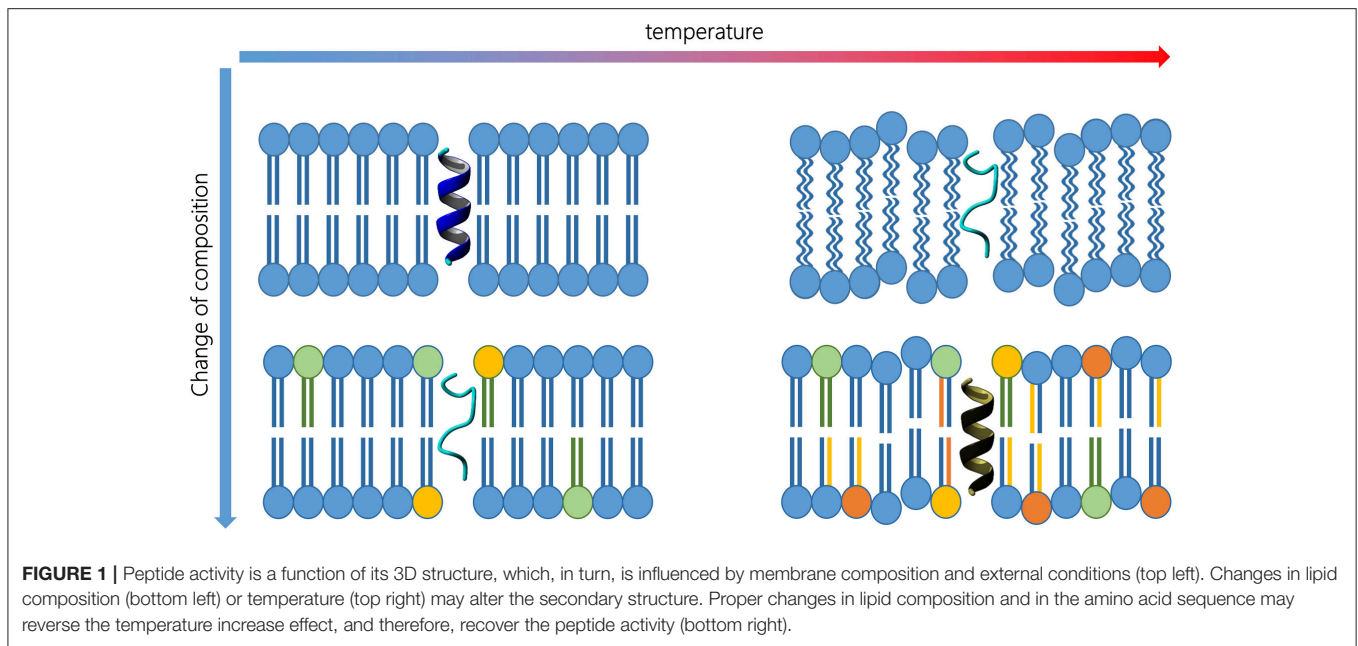 temperature
Change of composition
FIGURE 1 | Peptide activity is a function of its 3D structure, which, in turn, is influenced by membrane composition and external conditions (top left). Changes in lipid
composition (bottom left) or temperature (top right) may alter the secondary structure. Proper changes in lipid composition and in the amino acid sequence may
reverse the temperature increase effect, and therefore, recover the peptide activity (bottom right).